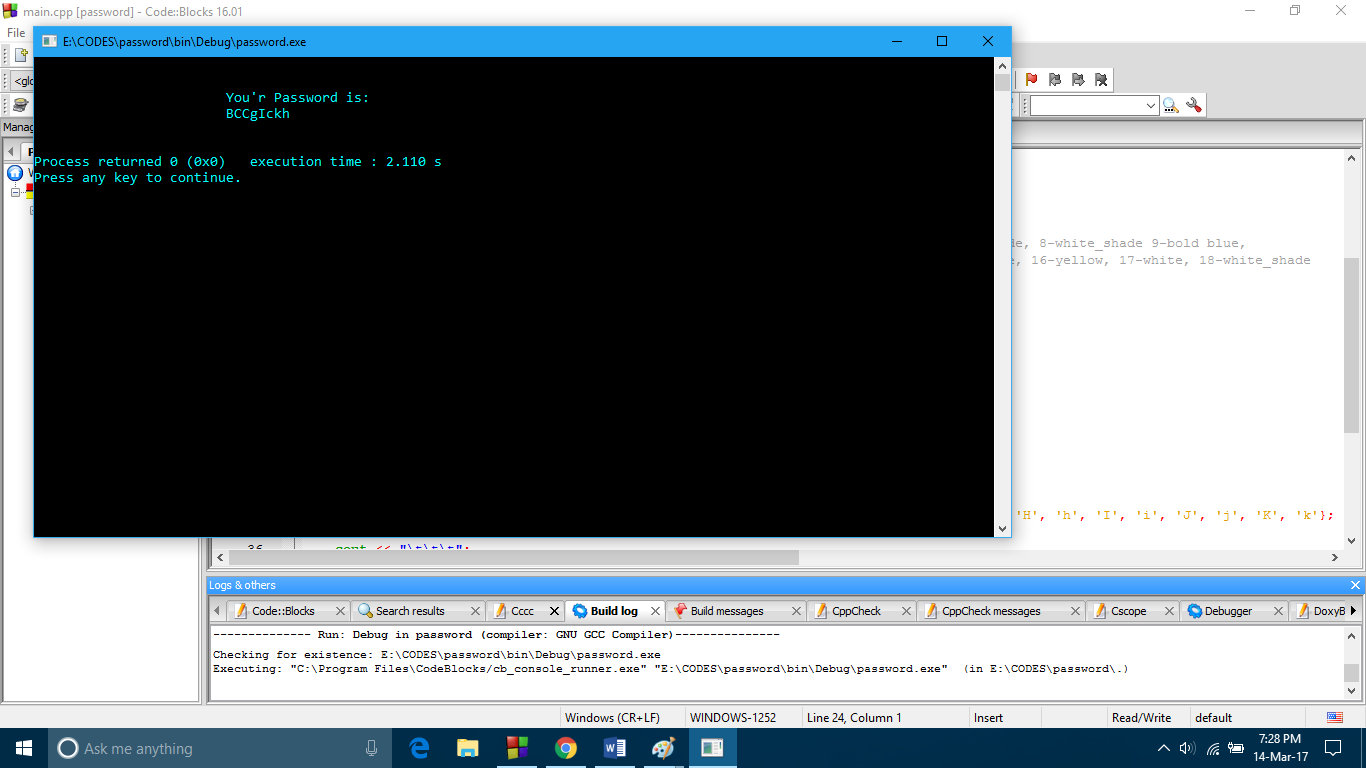 main.cpp [password] - Code::Blocks 16.01
File
E:\CODES\password\bin\Debug\password.exe
You'r Password is:
BCCgIckh
Process returned 0 (0x0)   execution time : 2.110 s
Press any key to continue.
<glo
Manag
P
W
de, 8-white_shade 9-bold blue,
e, 16-yellow, 17-white, 18-white_shade
'H', 'h', 'I', 'i', 'J', 'j', 'K', 'k'};
36 cout << "\t\t\t";
Logs & others
Code::Blocks
Search results
Cccc
Build log
Build messages
CppCheck
CppCheck messages
Cscope
Debugger
DoxyB
-------------- Run: Debug in password (compiler: GNU GCC Compiler)---------------
Checking for existence: E:\CODES\password\bin\Debug\password.exe
Executing: "C:\Program Files\CodeBlocks/cb_console_runner.exe" "E:\CODES\password\bin\Debug\password.exe"  (in E:\CODES\password\.)
Windows (CR+LF)
WINDOWS-1252
Line 24, Column 1
Insert
Read/Write
default
Ask me anything
7:28 PM
14-Mar-17